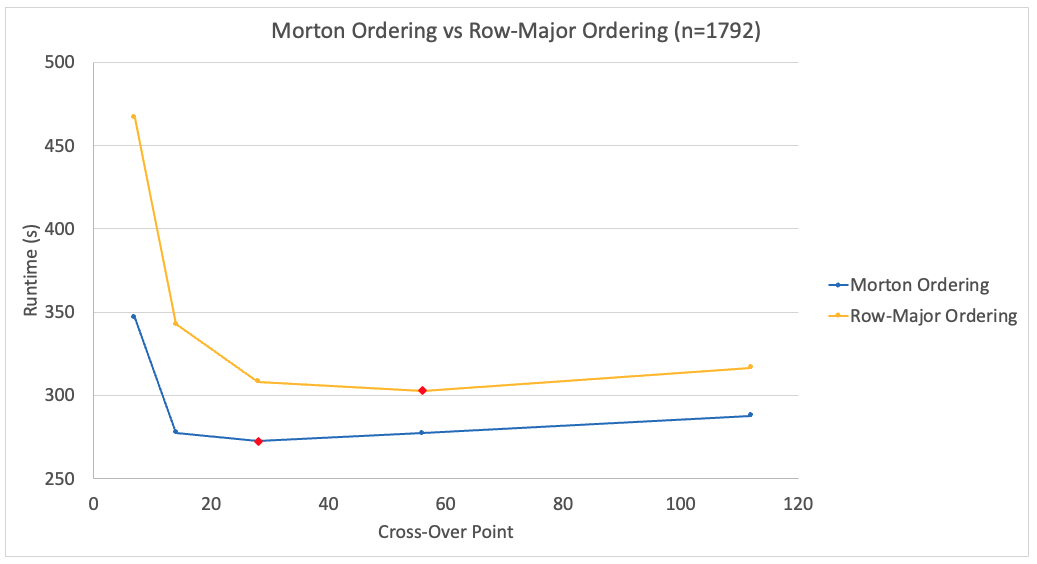 Morton Ordering vs Row-Major Ordering (n=1792)
500
450
400
350
300
250
Runtime (s)
0 20 40 60 80 100 120
Cross-Over Point
Morton Ordering
Row-Major Ordering